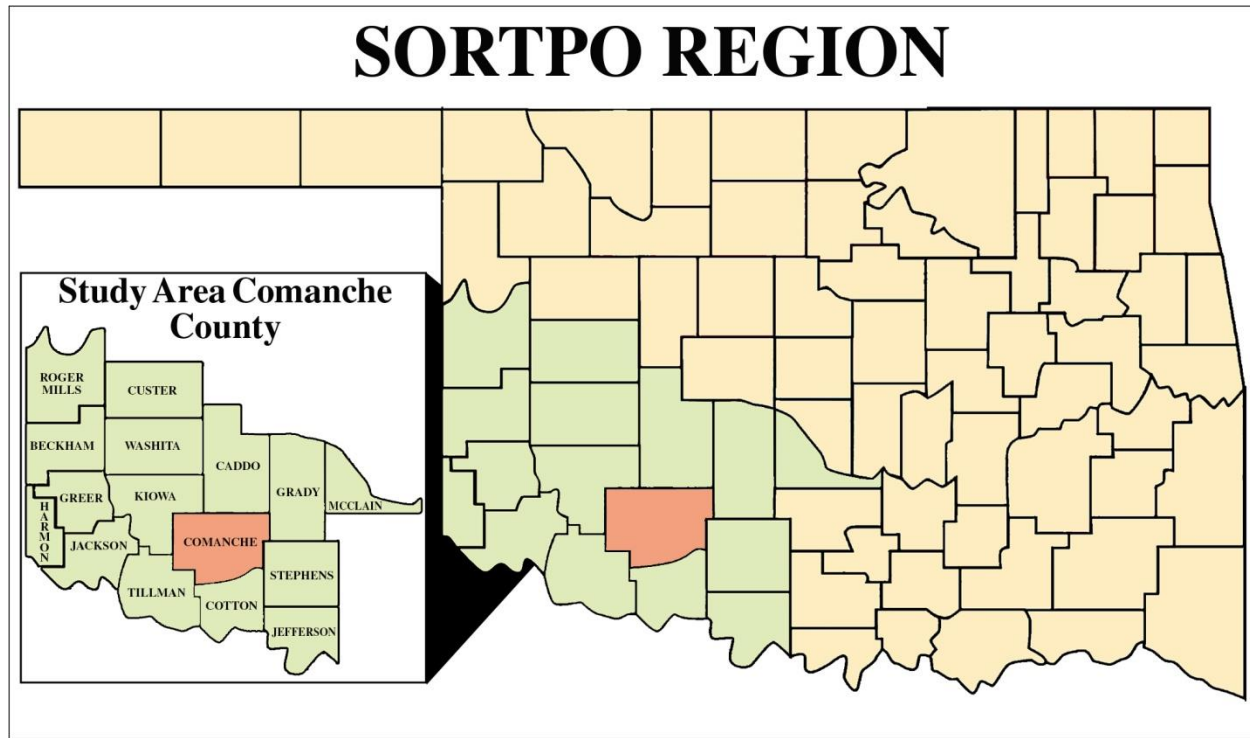 SORTPO REGION
Study Area Comanche
County
ROGER
MILLS
CUSTER
BECKHAM
WASHITA
CADDO
GREER
KIOWA
GRADY
MCCLAIN
HARMON
JACKSON
COMANCHE
STEPHENS
TILLMAN
COTTON
JEFFERSON